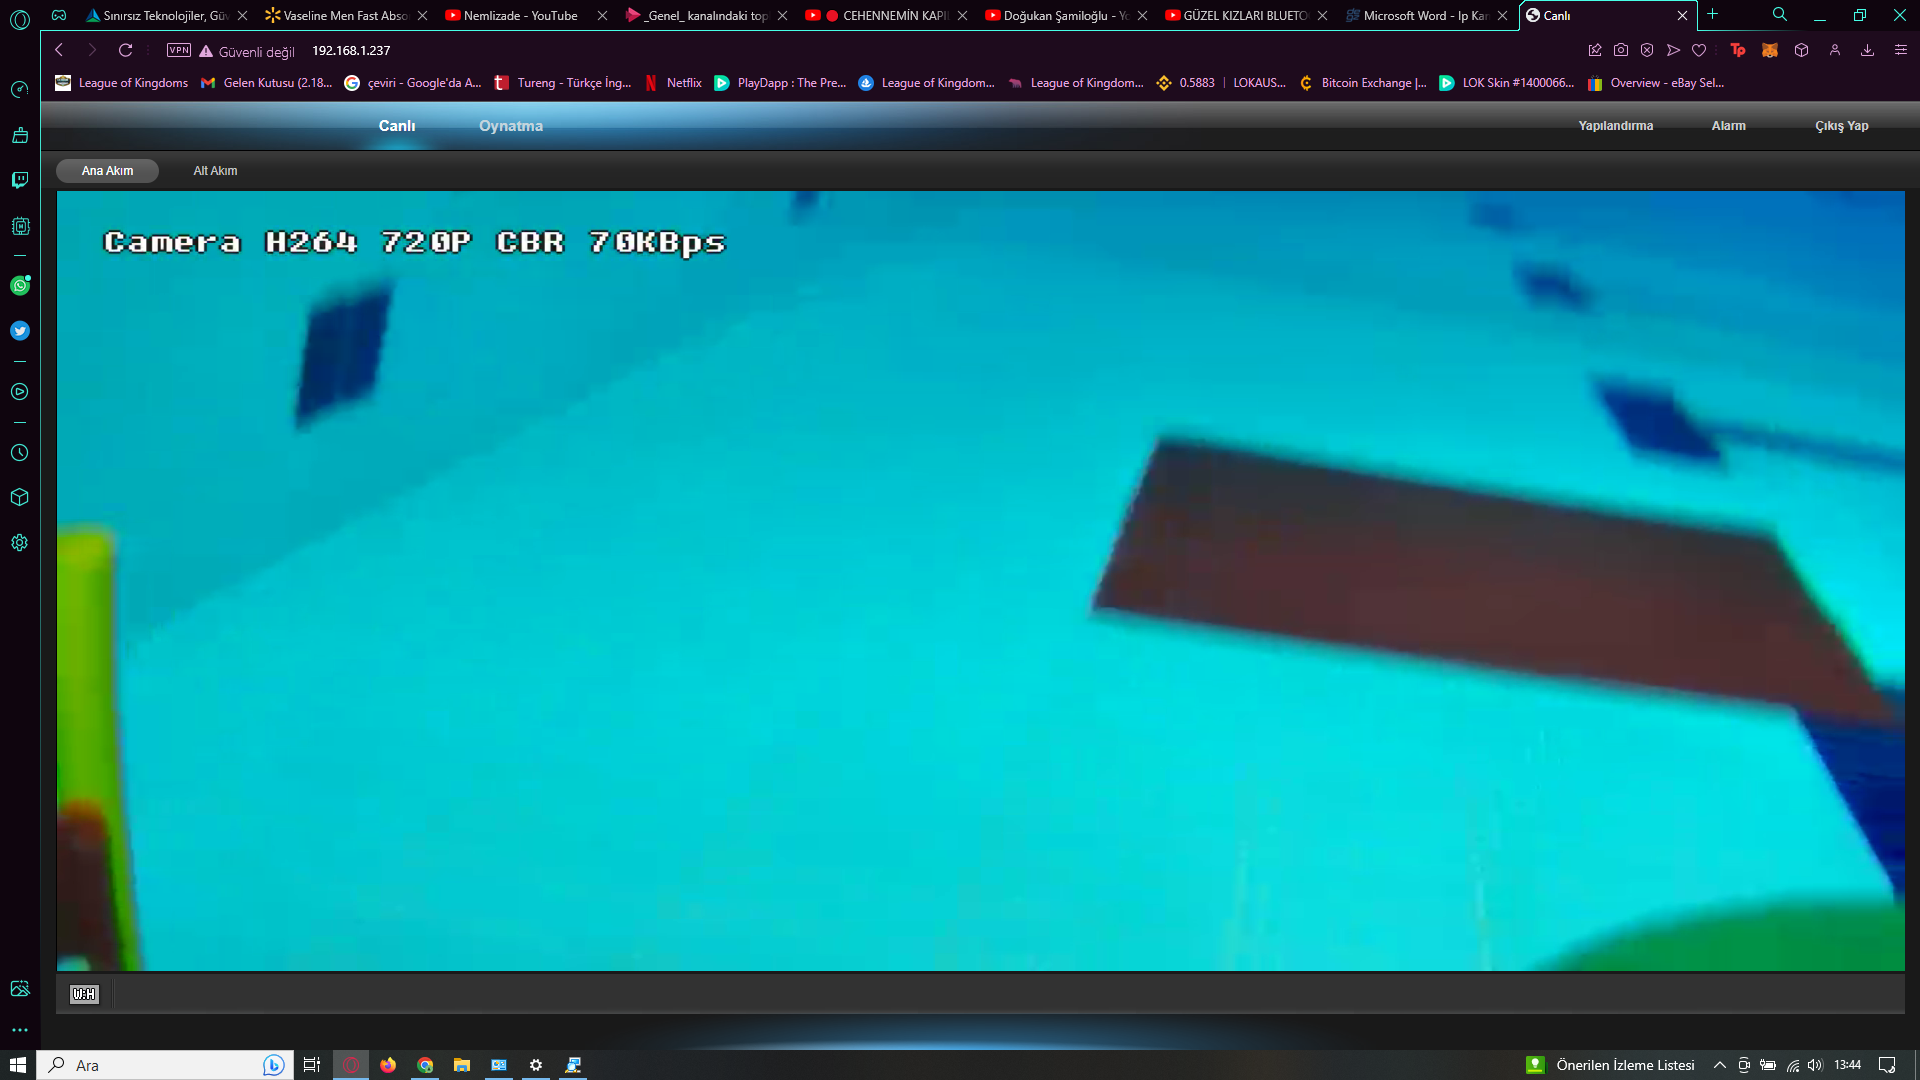 Sınırsız Teknolojiler, Güv
Vaseline Men Fast Abso
Nemlizade - YouTube
_Genel_ kanalındaki top
CEHENNEMİN KAPI
Doğukan Şamiloğlu - Yo
GÜZEL KIZLARI BLUETO
Microsoft Word - Ip Kar
Canlı
VPN
Güvenli değil
192.168.1.237
League of Kingdoms
Gelen Kutusu (2.18...
çeviri - Google'da A...
Tureng - Türkçe İng...
Netflix
PlayDapp : The Pre...
League of Kingdom...
League of Kingdom...
0.5883 | LOKAUS...
Bitcoin Exchange |...
LOK Skin #1400066...
Overview - eBay Sel...
Canlı
Oynatma
Yapılandırma
Alarm
Çıkış Yap
Ana Akım
Alt Akım
Camera H264 720P CBR 70KBps
W:H
Ara
Önerilen İzleme Listesi
13:44